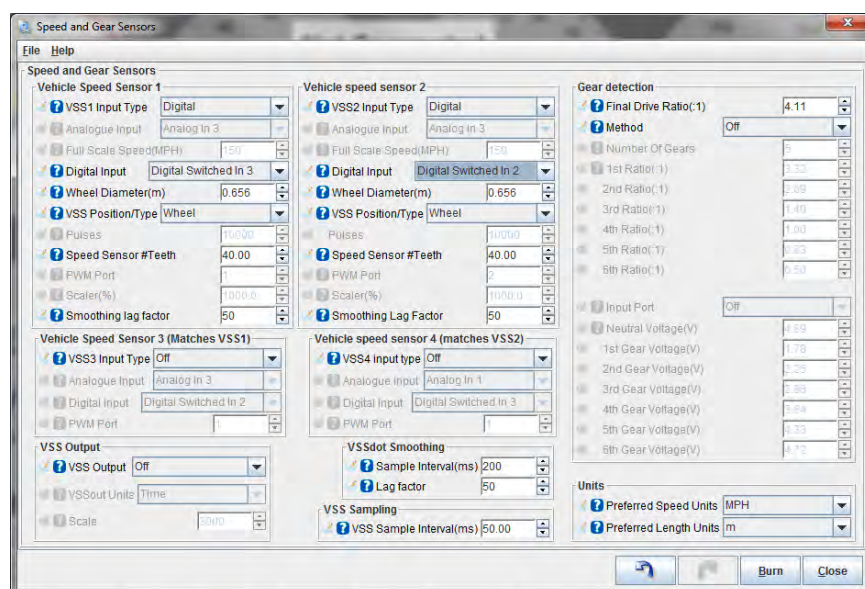 Speed and Gear Sensors
File Help
Speed and Gear Sensors
Vehicle Speed Sensor 1
VSS1 Input Type Digital
Analogue Input Analog In 3
Full Scale Speed(MPH) 150
Digital Input Digital Switched In 3
Wheel Diameter(m) 0.656
VSS Position/Type Wheel
Pulses 10000
Speed Sensor #Teeth 40.00
PWM Port 1
Scaler(%) 1000.0
Smoothing lag factor 50
Vehicle speed sensor 2
VSS2 Input Type Digital
Analogue Input Analog In 3
Full Scale Speed(MPH) 150
Digital Input Digital Switched In 2
Wheel Diameter(m) 0.656
VSS Position/Type Wheel
Pulses 10000
Speed Sensor #Teeth 40.00
PWM Port 2
Scaler(%) 1000.0
Smoothing Lag Factor 50
Gear detection
Final Drive Ratio(:1) 4.11
Method Off
Number Of Gears 5
1st Ratio(:1) 3.32
2nd Ratio(:1)
3rd Ratio(:1) 1.40
4th Ratio(:1) 1.00
5th Ratio(:1)
6th Ratio(:1) 0.50
Input Port Off
Neutral Voltage(V)
1st Gear Voltage(V) 1.78
2nd Gear Voltage(V) 2.25
3rd Gear Voltage(V)
4th Gear Voltage(V)
5th Gear Voltage(V)
6th Gear Voltage(V) 4.72
Vehicle Speed Sensor 3 (Matches VSS1)
VSS3 Input Type Off
Analogue Input Analog In 3
Digital Input Digital Switched In 2
PWM Port 1
Vehicle speed sensor 4 (matches VSS2)
VSS4 input type Off
Analogue input Analog In 1
Digital Input Digital Switched In 3
PWM Port 1
VSS Output
VSS Output Off
VSSout Units Time
Scale
VSSdot Smoothing
Sample Interval(ms) 200
Lag factor 50
VSS Sampling
VSS Sample Interval(ms) 50.00
Units
Preferred Speed Units MPH
Preferred Length Units m
Burn Close